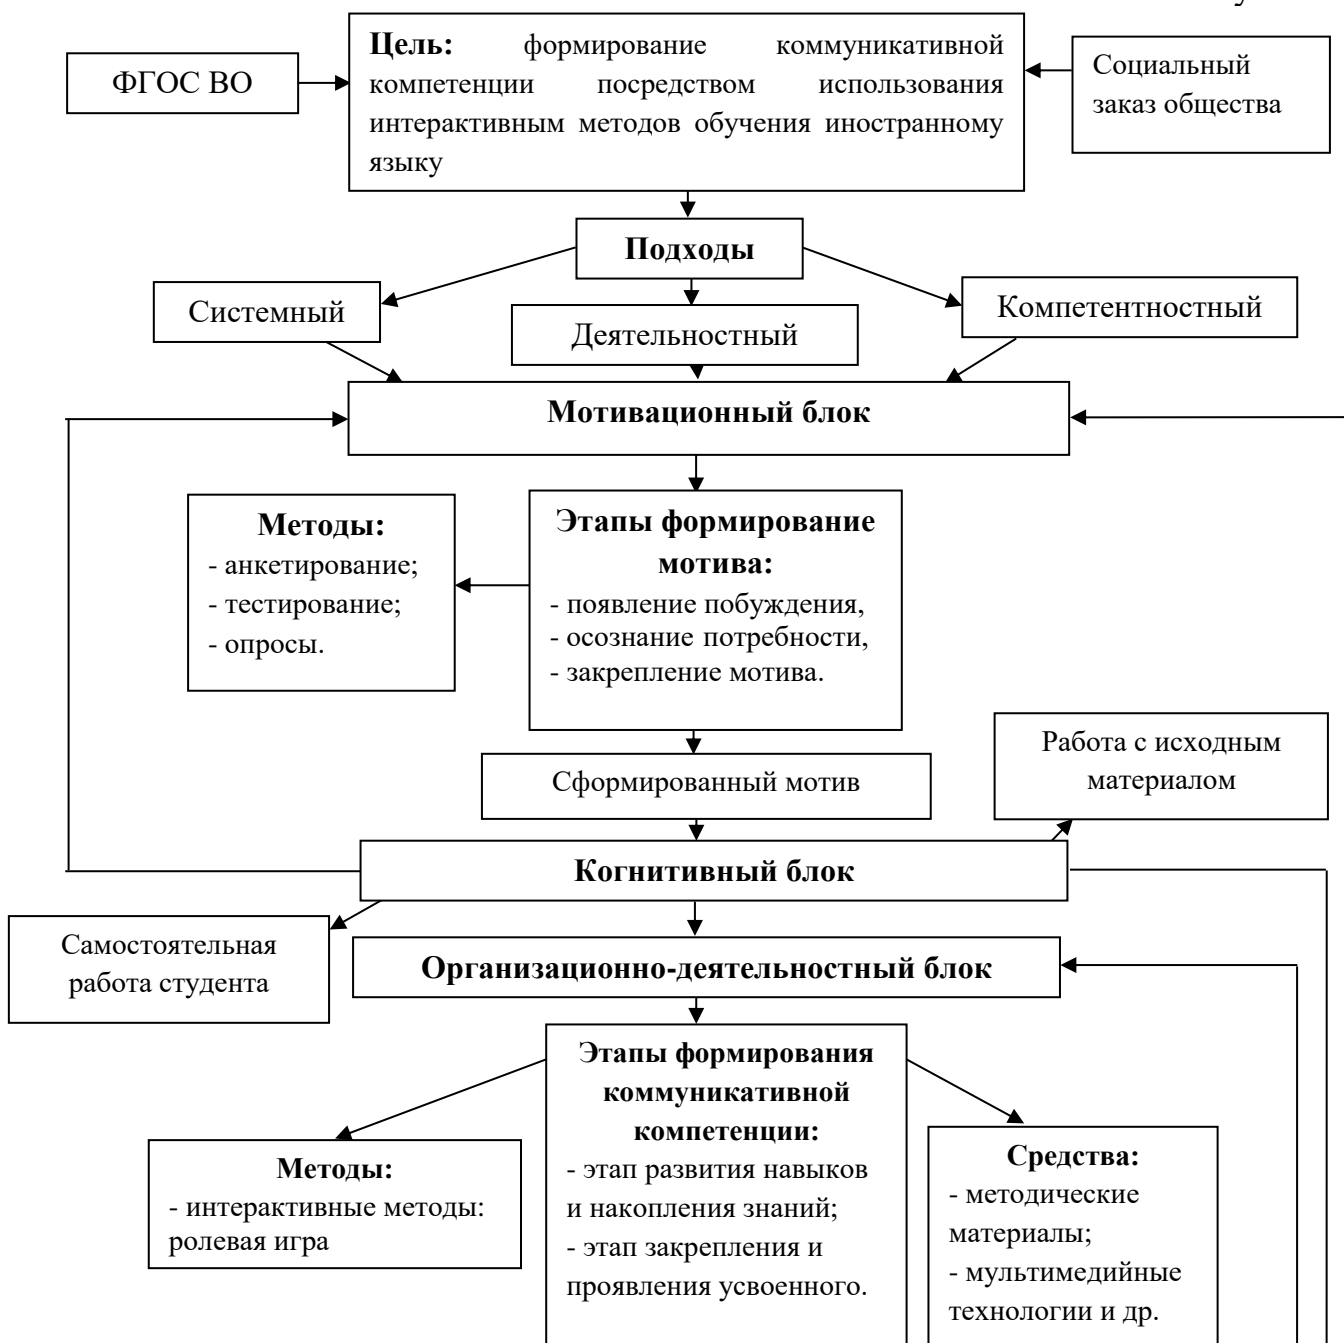 ФГОС ВО
Цель: формирование коммуникативной
компетенции посредством использования
интерактивным методов обучения иностранному
языку
Социальный
заказ общества
Подходы
Системный
Деятельностный
Компетентностный
Мотивационный блок
Методы:
- анкетирование;
- тестирование;
- опросы.
Этапы формирование
мотива:
- появление побуждения,
- осознание потребности,
- закрепление мотива.
Сформированный мотив
Работа с исходным
материалом
Когнитивный блок
Самостоятельная
работа студента
Организационно-деятельностный блок
Этапы формирования
коммуникативной
компетенции:
- этап развития навыков
и накопления знаний;
- этап закрепления и
проявления усвоенного.
Методы:
- интерактивные методы:
ролевая игра
Средства:
- методические
материалы;
- мультимедийные
технологии и др.